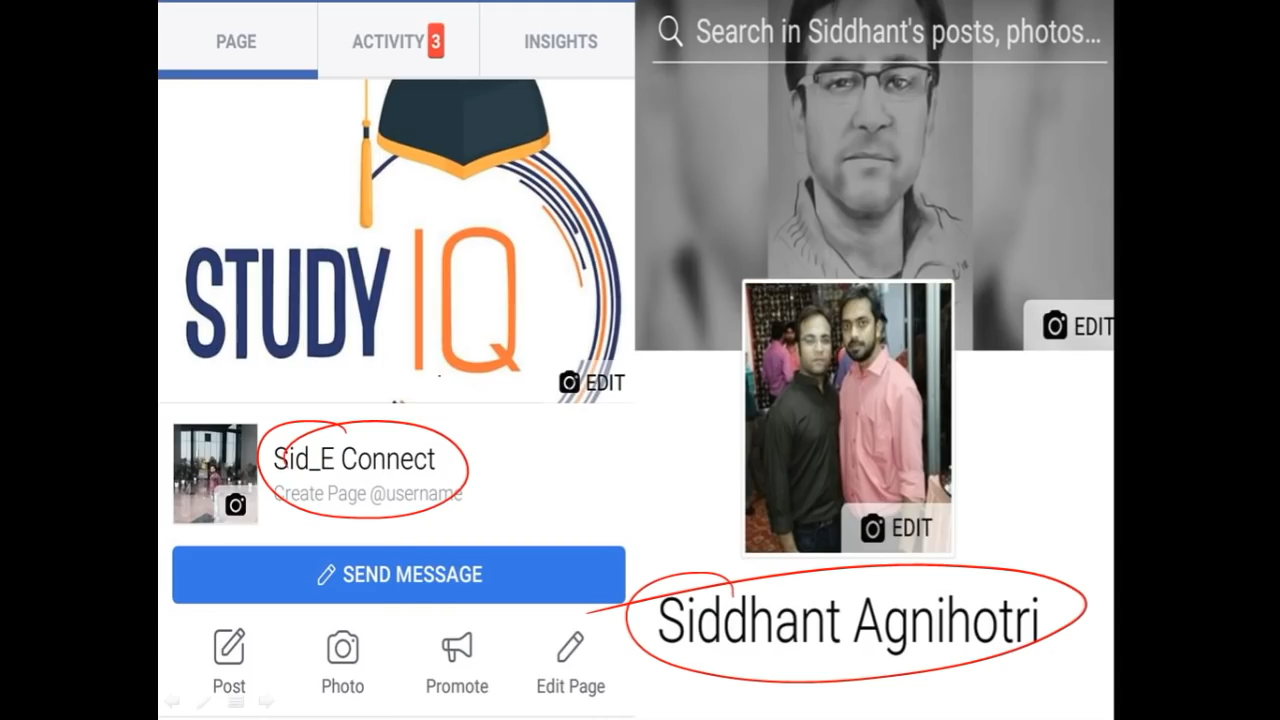 PAGE
ACTIVITY 3
INSIGHTS
STUDY IQ
EDIT
Sid_E Connect
Create Page @username
SEND MESSAGE
Post
Photo
Promote
Edit Page
Search in Siddhant's posts, photos...
EDIT
EDIT
Siddhant Agnihotri